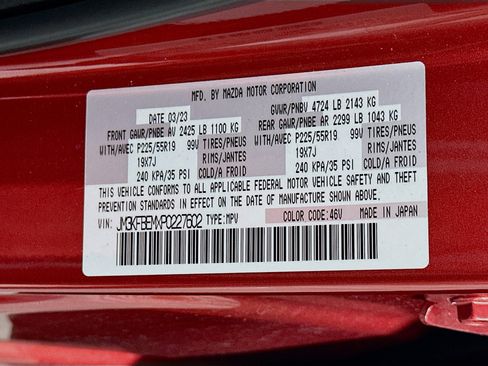 MFD. BY MAZDA MOTOR CORPORATION
DATE 03/23 GVWR/PNBV 4724 LB 2143 KG
FRONT GAWR/PNBE AV 2425 LB 1100 KG REAR GAWR/PNBE AR 2299 LB 1043 KG
WITH/AVEC P225/55R19 99V TIRES/PNEU WITH/AVEC P225/55R19 99V TIRES/PNEU
19X7J RIMS/JANTES 19X7J RIMS/JANTES
240 KPA/35 PSI COLD/A FROID 240 KPA/35 PSI COLD/A FROID
THIS VEHICLE CONFORMS TO ALL APPLICABLE FEDERAL MOTOR VEHICLE SAFETY AND THEFT
PREVENTION STANDARDS IN EFFECT ON THE DATE OF MANUFACTURE SHOWN ABOVE.
VIN: JM3KFBEMXP0227602 TYPE:MPV COLOR CODE:46V MADE IN JAPAN